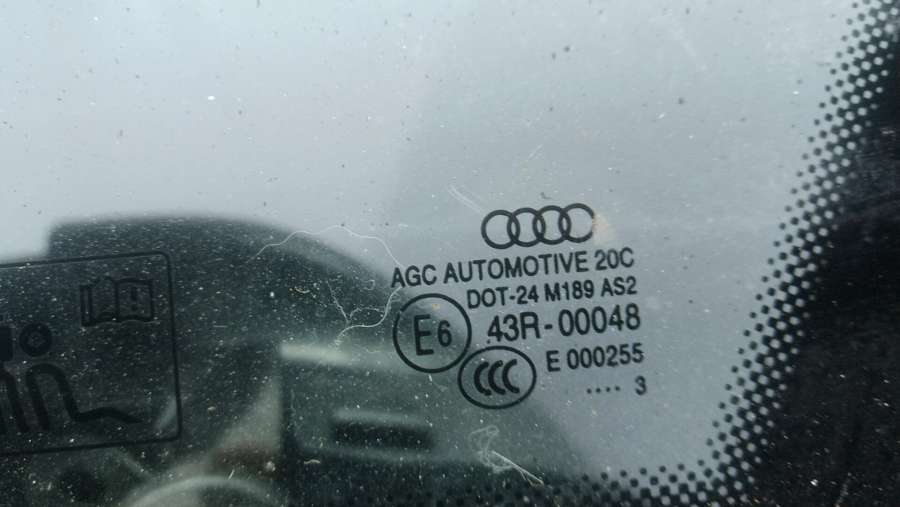 AGC AUTOMOTIVE 20C
DOT-24 M189 AS2
E6 43R-00048
CCC E 000255
.... 3